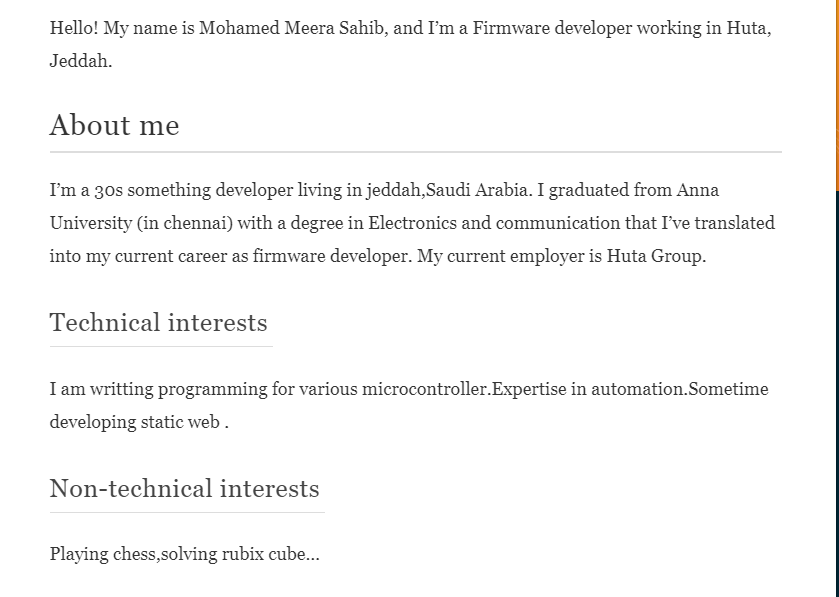 Hello! My name is Mohamed Meera Sahib, and I’m a Firmware developer working in Huta,
Jeddah.
About me
I’m a 30s something developer living in jeddah,Saudi Arabia. I graduated from Anna
University (in chennai) with a degree in Electronics and communication that I’ve translated
into my current career as firmware developer. My current employer is Huta Group.
Technical interests
I am writting programming for various microcontroller.Expertise in automation.Sometime
developing static web .
Non-technical interests
Playing chess,solving rubix cube...